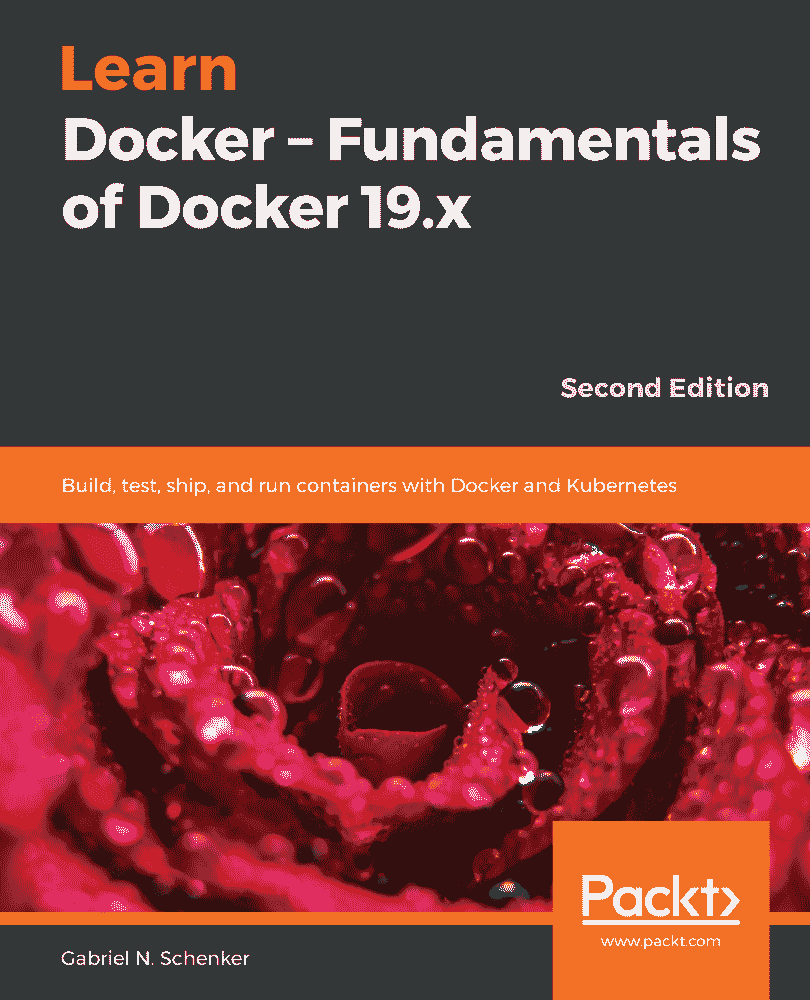 Learn
Docker – Fundamentals
of Docker 19.x
Second Edition
Build, test, ship, and run containers with Docker and Kubernetes
Packt>
www.packt.com
Gabriel N. Schenker